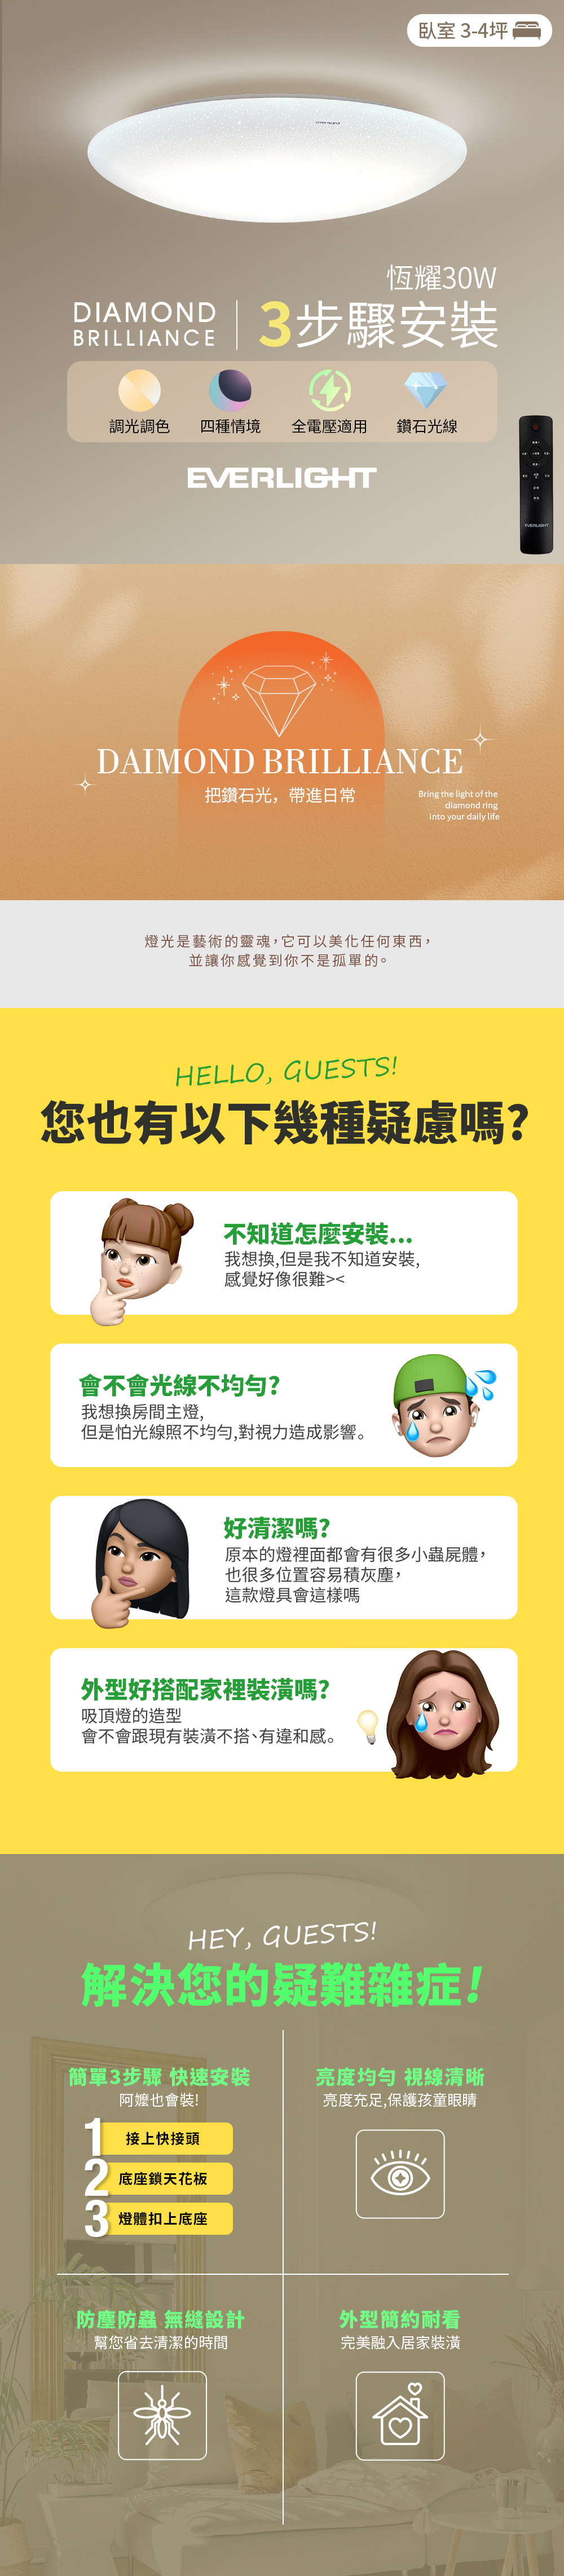 臥室 3-4坪
恆耀30W
DIAMOND
BRILLIANCE
3步驟安裝
調光調色
四種情境
全電壓適用
鑽石光線
EVERLIGHT
EVERLIGHT
DAIMOND BRILLIANCE
把鑽石光，帶進日常
Bring the light of the
diamond ring
into your daily life
燈光是藝術的靈魂，它可以美化任何東西，
並讓你感覺到你不是孤單的。
HELLO, GUESTS!
您也有以下幾種疑慮嗎?
不知道怎麼安裝...
我想換,但是我不知道安裝,
感覺好像很難><
會不會光線不均勻?
我想換房間主燈,
但是怕光線照不均勻,對視力造成影響。
好清潔嗎?
原本的燈裡面都會有很多小蟲屍體，
也很多位置容易積灰塵，
這款燈具會這樣嗎
外型好搭配家裡裝潢嗎?
吸頂燈的造型
會不會跟現有裝潢不搭、有違和感。
HEY, GUESTS!
解決您的疑難雜症!
簡單3步驟 快速安裝
阿嬤也會裝!
1 接上快接頭
2 底座鎖天花板
3 燈體扣上底座
亮度均勻 視線清晰
亮度充足,保護孩童眼睛
防塵防蟲 無縫設計
幫您省去清潔的時間
外型簡約耐看
完美融入居家裝潢